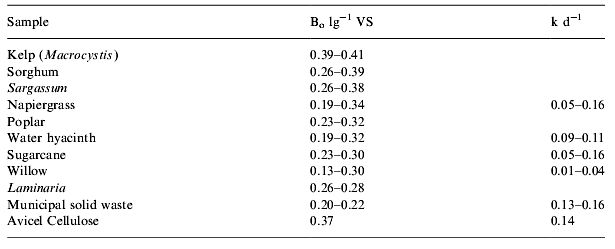 Sample B₀ lg⁻¹ VS k d⁻¹
Kelp (Macrocystis) 0.39–0.41
Sorghum 0.26–0.39
Sargassum 0.26–0.38
Napiergrass 0.19–0.34 0.05–0.16
Poplar 0.23–0.32
Water hyacinth 0.19–0.32 0.09–0.11
Sugarcane 0.23–0.30 0.05–0.16
Willow 0.13–0.30 0.01–0.04
Laminaria 0.26–0.28
Municipal solid waste 0.20–0.22 0.13–0.16
Avicel Cellulose 0.37 0.14